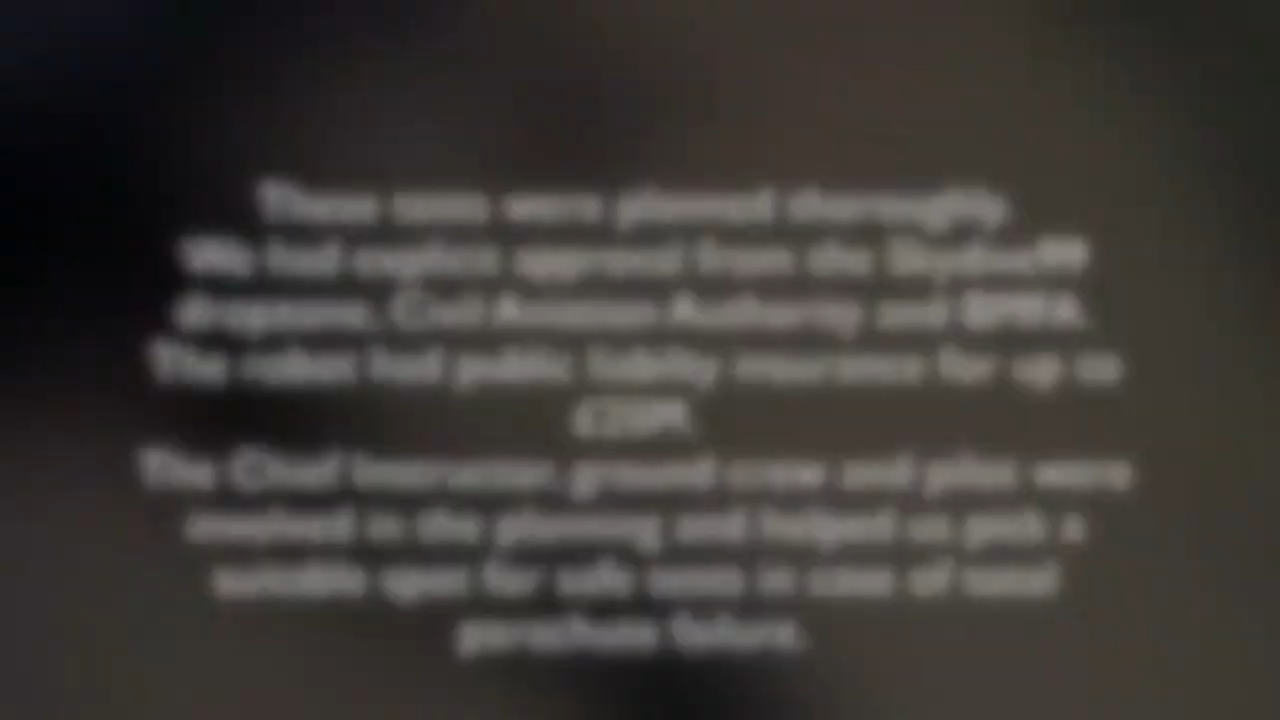 These tests were planned thoroughly.
We had explicit approval from the
dropzone, Civil Aviation Authority and
The robot had public liability insurance for up to
The Chief Instructor, ground crew and pilot were
involved in the planning and helped us pick a
suitable spot for safe tests in case of total
parachute failure.